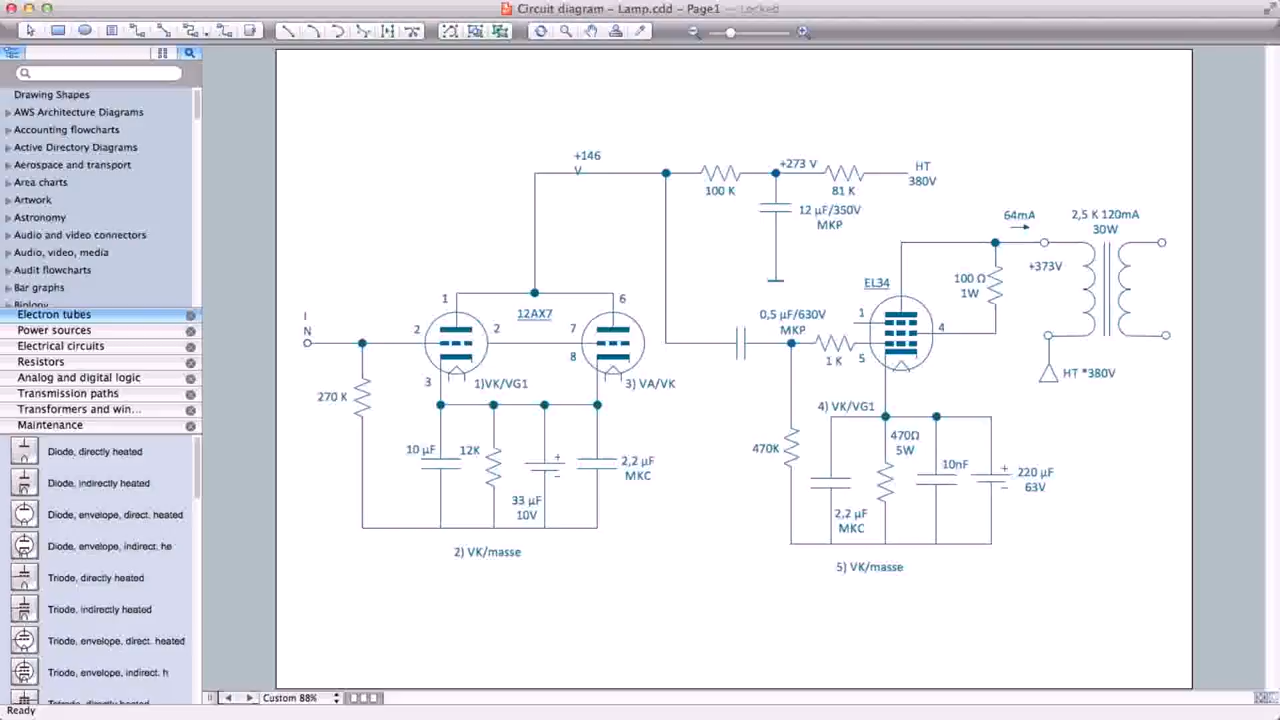 Circuit diagram - Lamp.cdd - Page1 - Locked
Drawing Shapes
AWS Architecture Diagrams
Accounting flowcharts
Active Directory Diagrams
Aerospace and transport
Area charts
Artwork
Astronomy
Audio and video connectors
Audio, video, media
Audit flowcharts
Bar graphs
Biology
Electron tubes
Power sources
Electrical circuits
Resistors
Analog and digital logic
Transmission paths
Transformers and win...
Maintenance
Diode, directly heated
Diode, indirectly heated
Diode, envelope, direct. heated
Diode, envelope, indirect. he
Triode, directly heated
Triode, indirectly heated
Triode, envelope, direct. heated
Triode, envelope, indirect. h
Tetrode, directly heated
+146
V
100 K
+273 V
81 K
HT
380V
12 µF/350V
MKP
64mA
2,5 K 120mA
30W
+373V
100 Ω
1W
EL34
1
4
5
0,5 µF/630V
MKP
1 K
HT *380V
I
N
1
2
3
12AX7
2
7
8
6
1)VK/VG1
3) VA/VK
270 K
10 µF
12K
+
−
33 µF
10V
2,2 µF
MKC
2) VK/masse
4) VK/VG1
470K
470Ω
5W
10nF
+
−
220 µF
63V
2,2 µF
MKC
5) VK/masse
Custom 88%
Ready